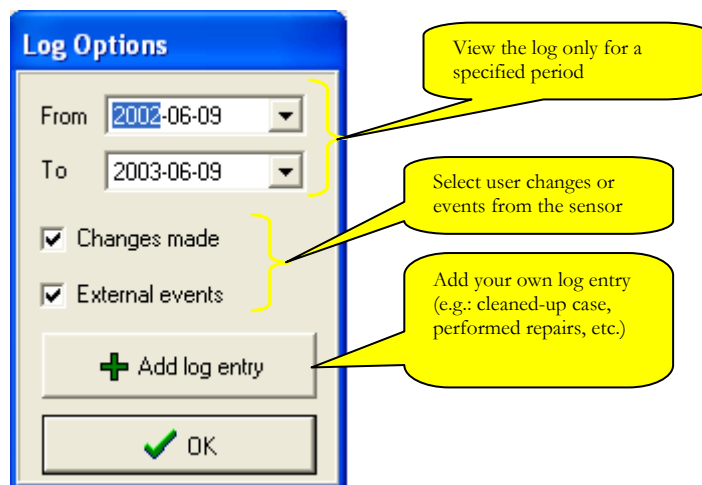 Log Options
View the log only for a
specified period
From 2002-06-09
To 2003-06-09
Select user changes or
events from the sensor
Changes made
External events
Add your own log entry
(e.g.: cleaned-up case,
performed repairs, etc.)
Add log entry
OK